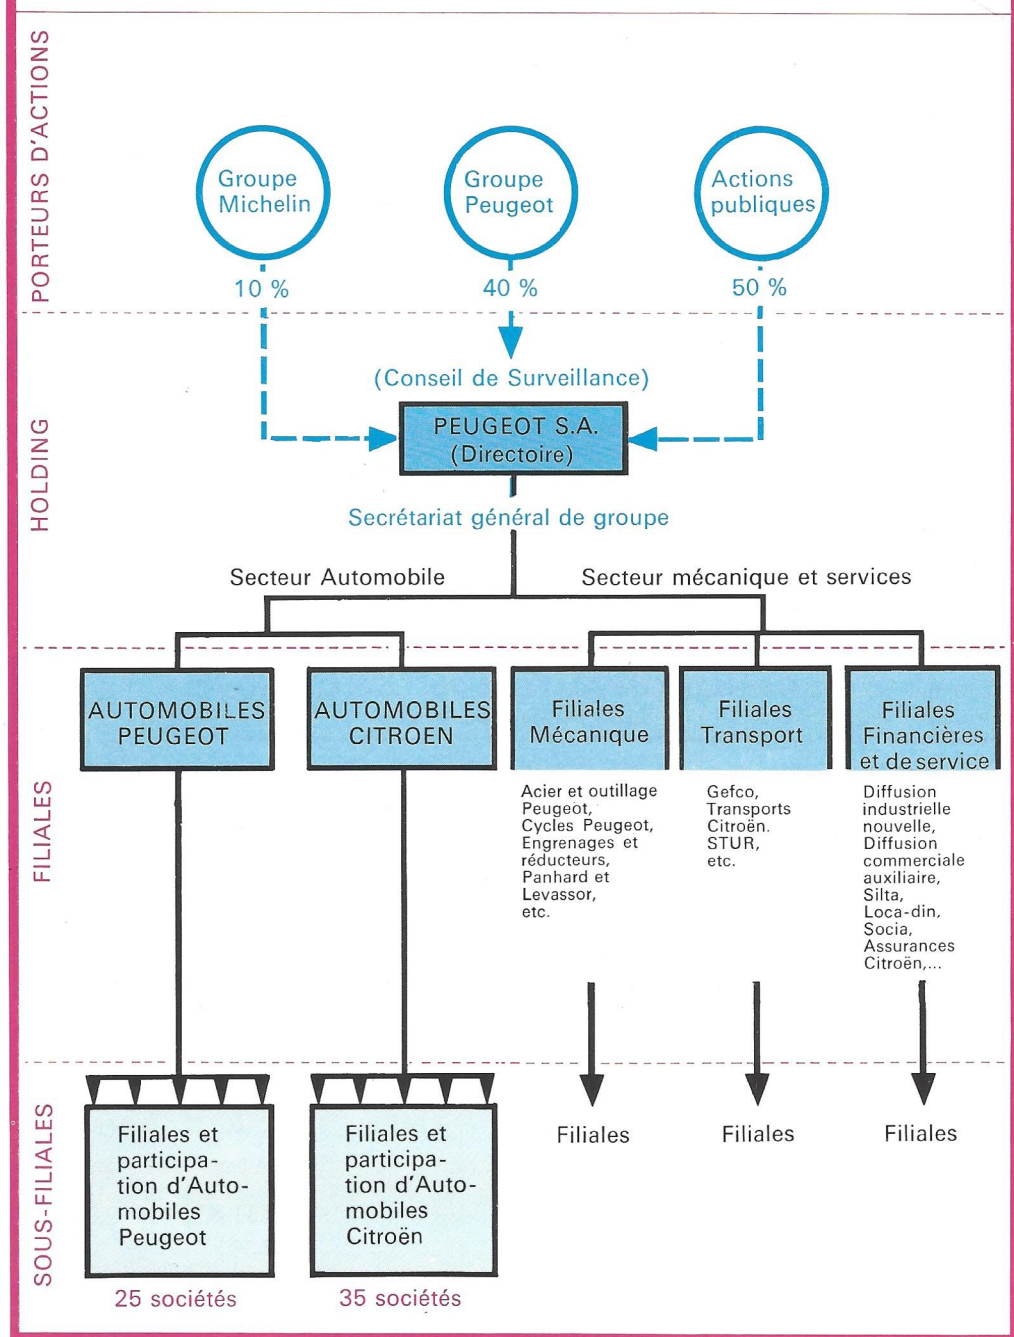 PORTEURS D'ACTIONS
Groupe
Michelin
Groupe
Peugeot
Actions
publiques
10 %
40 %
50 %
HOLDING
(Conseil de Surveillance)
PEUGEOT S.A.
(Directoire)
Secrétariat général de groupe
Secteur Automobile
Secteur mécanique et services
FILIALES
AUTOMOBILES
PEUGEOT
AUTOMOBILES
CITROEN
Filiales
Mécanique
Acier et outillage
Peugeot,
Cycles Peugeot,
Engrenages et
réducteurs,
Panhard et
Levassor,
etc.
Filiales
Transport
Gefco,
Transports
Citroën.
STUR,
etc.
Filiales
Financières
et de service
Diffusion
industrielle
nouvelle,
Diffusion
commerciale
auxiliaire,
Silta,
Loca-din,
Socia,
Assurances
Citroën,...
SOUS-FILIALES
Filiales et
participa-
tion d'Auto-
mobiles
Peugeot
25 sociétés
Filiales et
participa-
tion d'Auto-
mobiles
Citroën
35 sociétés
Filiales
Filiales
Filiales